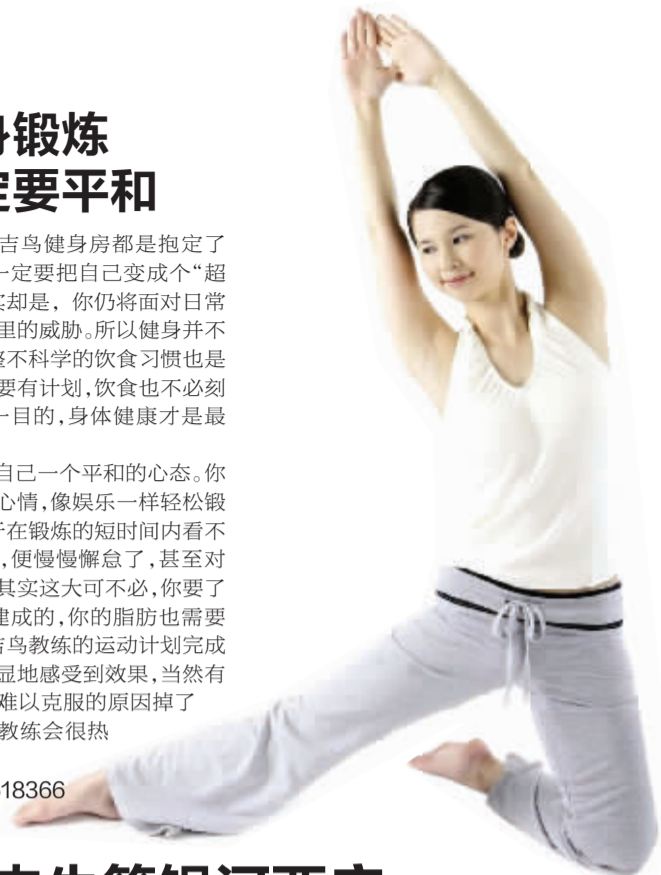 身锻炼
定要平和
吉鸟健身房都是抱定了
一定要把自己变成个“超
实却是，你仍将面对日常
里的威胁。所以健身并不
整不科学的饮食习惯也是
要有计划，饮食也不必刻
一目的，身体健康才是最
自己一个平和的心态。你
心情，像娱乐一样轻松锻
于在锻炼的短时间内看不
，便慢慢懈怠了，甚至对
其实这大可不必，你要了
建成的，你的脂肪也需要
吉鸟教练的运动计划完成
显地感受到效果，当然有
难以克服的原因掉了
教练会很热
18366